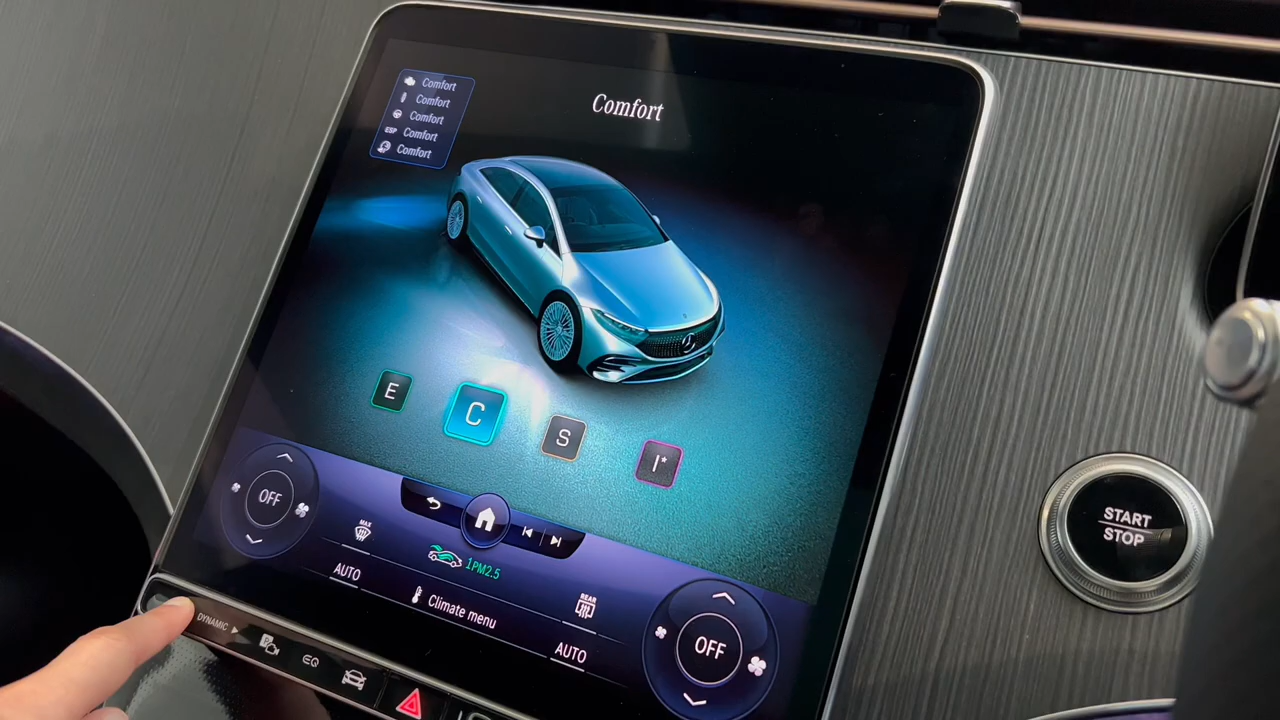 Comfort
Comfort
Comfort
Comfort
ESP Comfort
Comfort
E
C
S
I*
OFF
MAX
1PM2.5
AUTO
Climate menu
REAR
AUTO
OFF
DYNAMIC
P
EQ
START
STOP